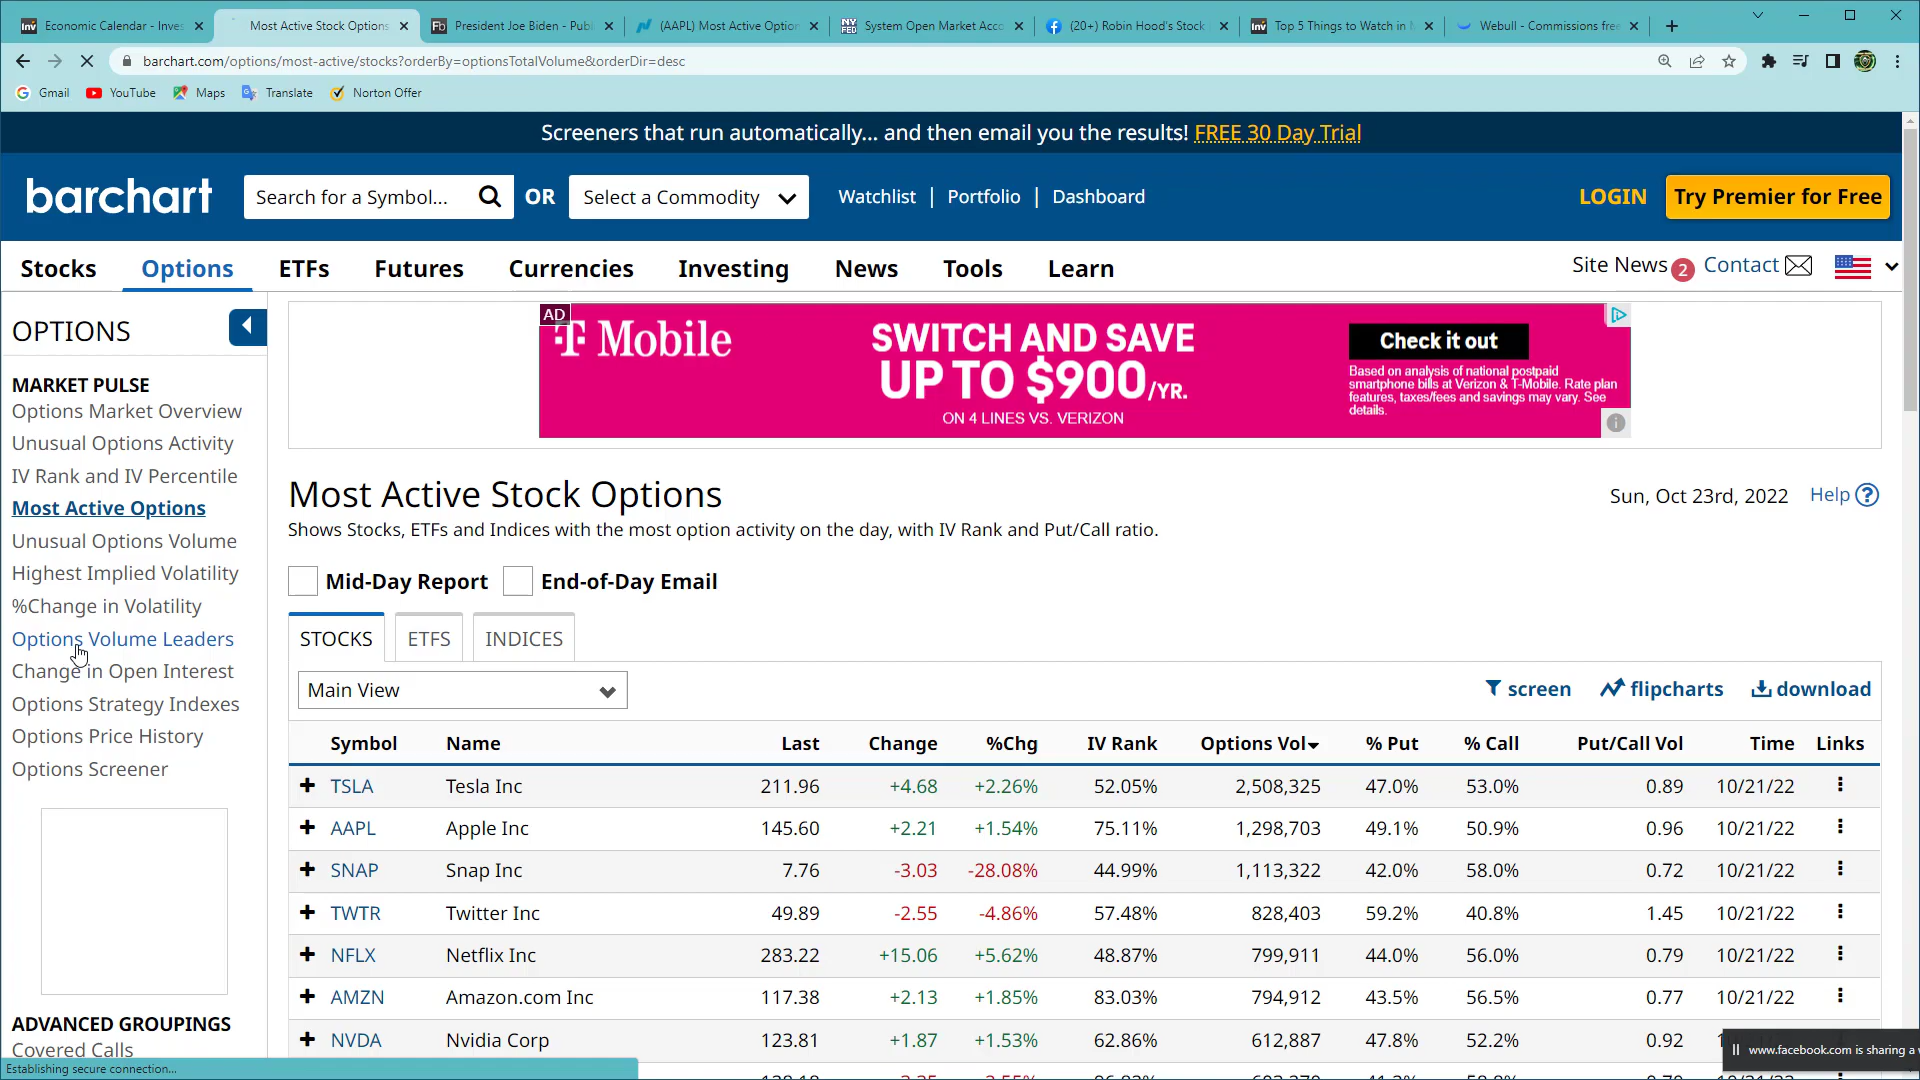 Economic Calendar - Inves
Most Active Stock Options
President Joe Biden - Publ
(AAPL) Most Active Option
System Open Market Acco
(20+) Robin Hood's Stock
Top 5 Things to Watch in M
Webull - Commissions free
barchart.com/options/most-active/stocks?orderBy=optionsTotalVolume&orderDir=desc
Gmail YouTube Maps Translate Norton Offer
Screeners that run automatically... and then email you the results! FREE 30 Day Trial
barchart
Search for a Symbol...
OR
Select a Commodity
Watchlist | Portfolio | Dashboard
LOGIN
Try Premier for Free
Stocks Options ETFs Futures Currencies Investing News Tools Learn
Site News 2 Contact
OPTIONS
MARKET PULSE
Options Market Overview
Unusual Options Activity
IV Rank and IV Percentile
Most Active Options
Unusual Options Volume
Highest Implied Volatility
%Change in Volatility
Options Volume Leaders
Change in Open Interest
Options Strategy Indexes
Options Price History
Options Screener
ADVANCED GROUPINGS
Covered Calls
AD
T Mobile
SWITCH AND SAVE
UP TO $900/YR.
ON 4 LINES VS. VERIZON
Check it out
Based on analysis of national postpaid
smartphone bills at Verizon & T-Mobile. Rate plan
features, taxes/fees and savings may vary. See
details.
Most Active Stock Options
Sun, Oct 23rd, 2022 Help
Shows Stocks, ETFs and Indices with the most option activity on the day, with IV Rank and Put/Call ratio.
Mid-Day Report End-of-Day Email
STOCKS ETFS INDICES
Main View
screen flipcharts download
Symbol Name Last Change %Chg IV Rank Options Vol % Put % Call Put/Call Vol Time Links
TSLA Tesla Inc 211.96 +4.68 +2.26% 52.05% 2,508,325 47.0% 53.0% 0.89 10/21/22
AAPL Apple Inc 145.60 +2.21 +1.54% 75.11% 1,298,703 49.1% 50.9% 0.96 10/21/22
SNAP Snap Inc 7.76 -3.03 -28.08% 44.99% 1,113,322 42.0% 58.0% 0.72 10/21/22
TWTR Twitter Inc 49.89 -2.55 -4.86% 57.48% 828,403 59.2% 40.8% 1.45 10/21/22
NFLX Netflix Inc 283.22 +15.06 +5.62% 48.87% 799,911 44.0% 56.0% 0.79 10/21/22
AMZN Amazon.com Inc 117.38 +2.13 +1.85% 83.03% 794,912 43.5% 56.5% 0.77 10/21/22
NVDA Nvidia Corp 123.81 +1.87 +1.53% 62.86% 612,887 47.8% 52.2% 0.92
www.facebook.com is sharing a
Establishing secure connection...